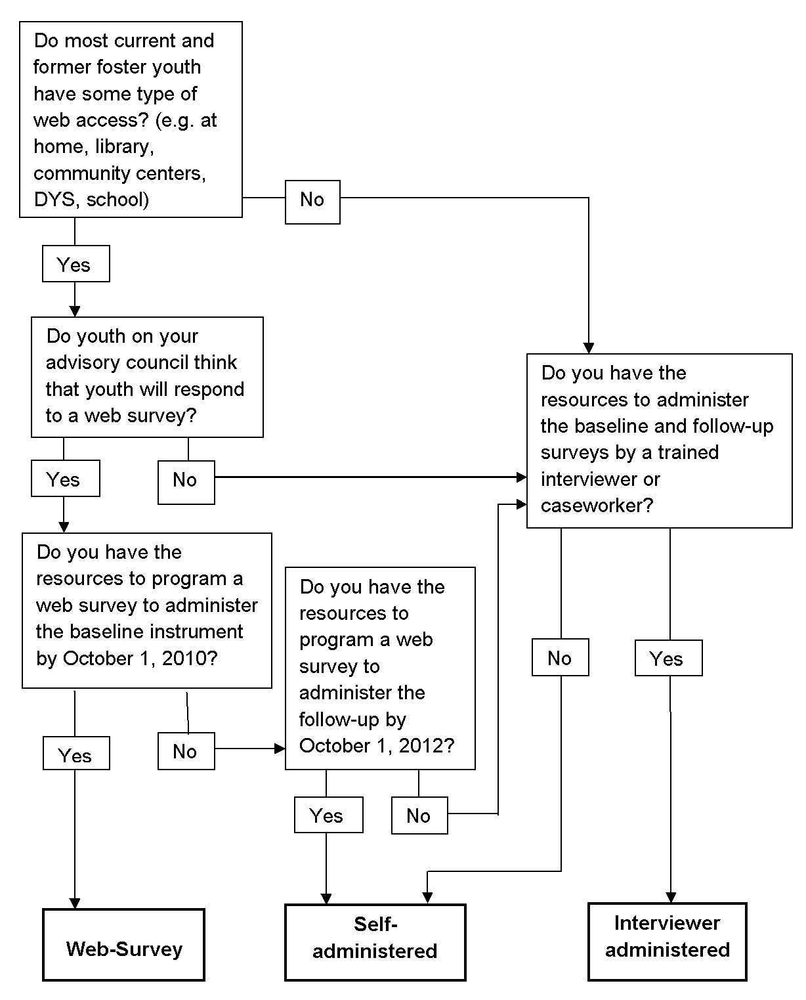 Do most current and
former foster youth
have some type of
web access? (e.g. at
home, library,
community centers,
DYS, school)
No
Yes
Do youth on your
advisory council think
that youth will respond
to a web survey?
Do you have the
resources to administer
the baseline and follow-up
surveys by a trained
interviewer or
caseworker?
Yes
No
Do you have the
resources to program a
web survey to administer
the baseline instrument
by October 1, 2010?
Do you have the
resources to
program a web
survey to
administer the
follow-up by
October 1, 2012?
No
Yes
Yes
No
Yes
No
Web-Survey
Self-
administered
Interviewer
administered